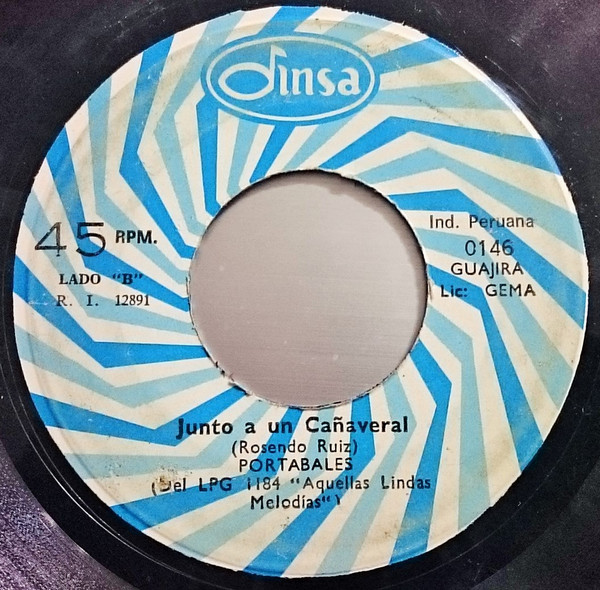 dinsa
45 RPM.
LADO "B"
R. I. 12891
Ind. Peruana
0146
GUAJIRA
Lic: GEMA
Junto a un Cañaveral
(Rosendo Ruiz)
PORTABALES
(Del LPG 1184 "Aquellas Lindas
Melodías")